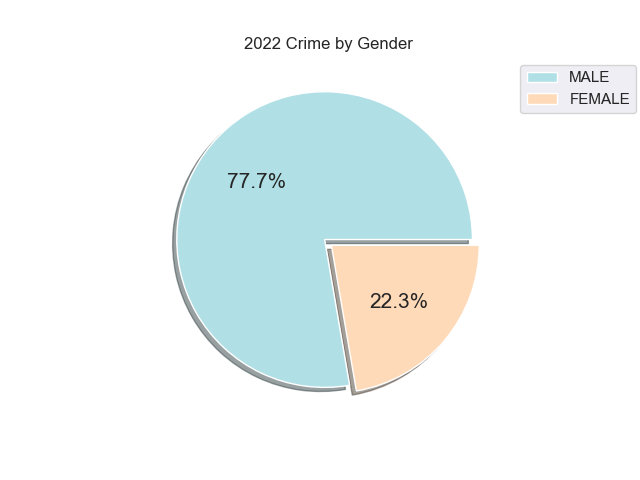 2022 Crime by Gender
MALE
FEMALE
77.7%
22.3%